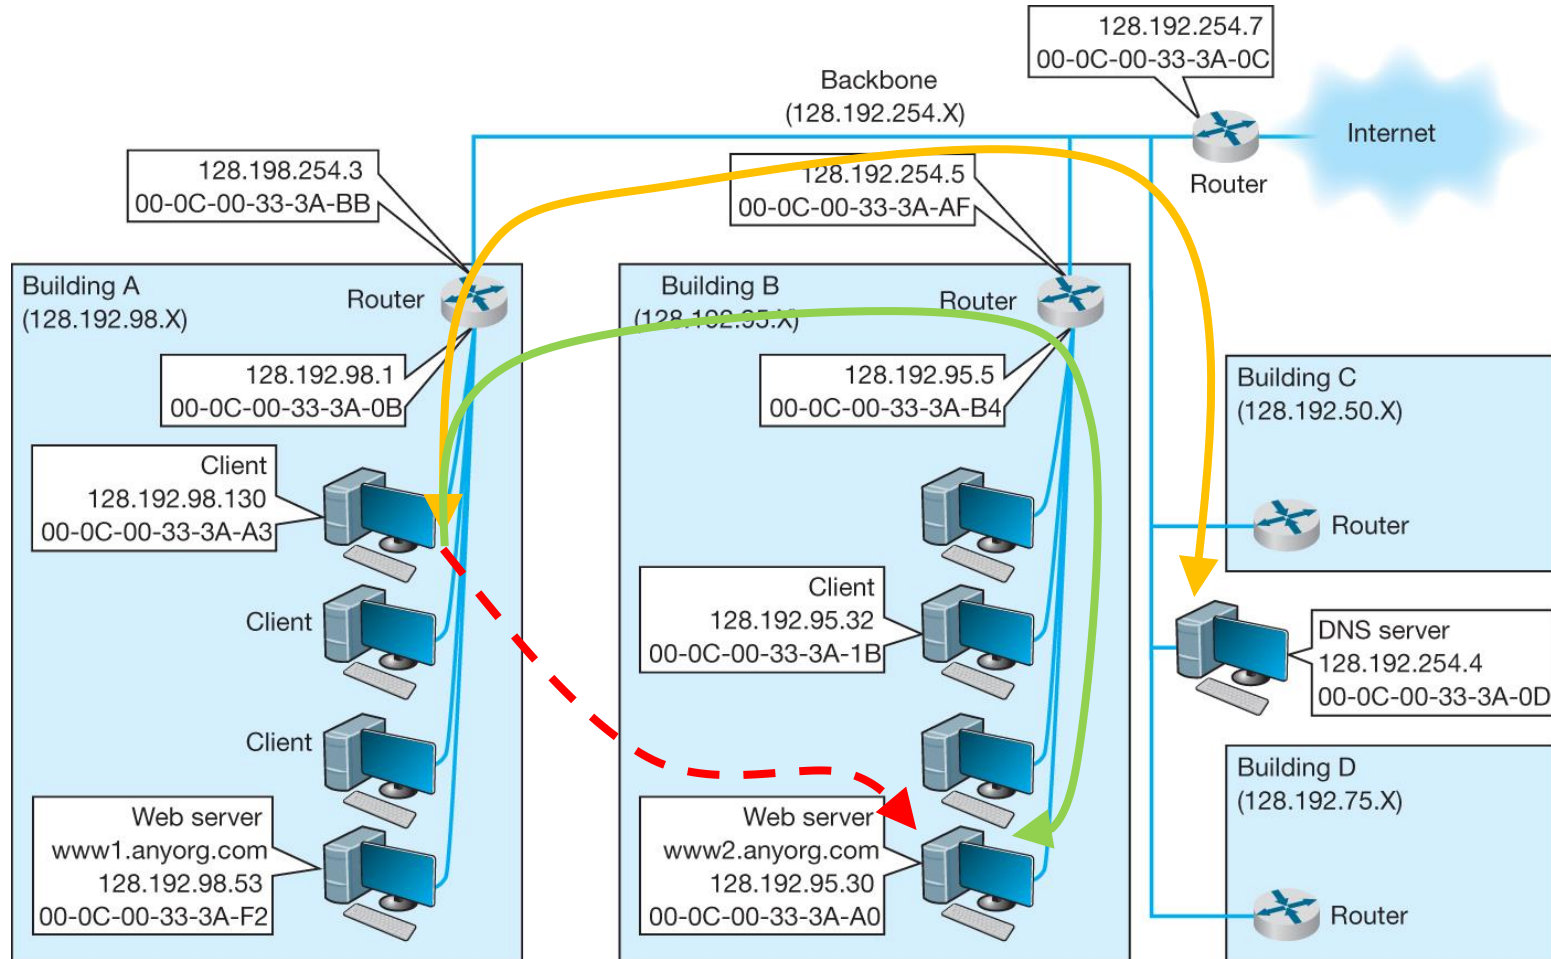 128.192.254.7
00-0C-00-33-3A-0C
Backbone
(128.192.254.X)
Internet
Router
128.198.254.3
00-0C-00-33-3A-BB
128.192.254.5
00-0C-00-33-3A-AF
Building A
(128.192.98.X)
Router
128.192.98.1
00-0C-00-33-3A-0B
Client
128.192.98.130
00-0C-00-33-3A-A3
Client
Client
Web server
www1.anyorg.com
128.192.98.53
00-0C-00-33-3A-F2
Building B
(128.192.95.X)
Router
128.192.95.5
00-0C-00-33-3A-B4
Client
128.192.95.32
00-0C-00-33-3A-1B
Web server
www2.anyorg.com
128.192.95.30
00-0C-00-33-3A-A0
Building C
(128.192.50.X)
Router
DNS server
128.192.254.4
00-0C-00-33-3A-0D
Building D
(128.192.75.X)
Router